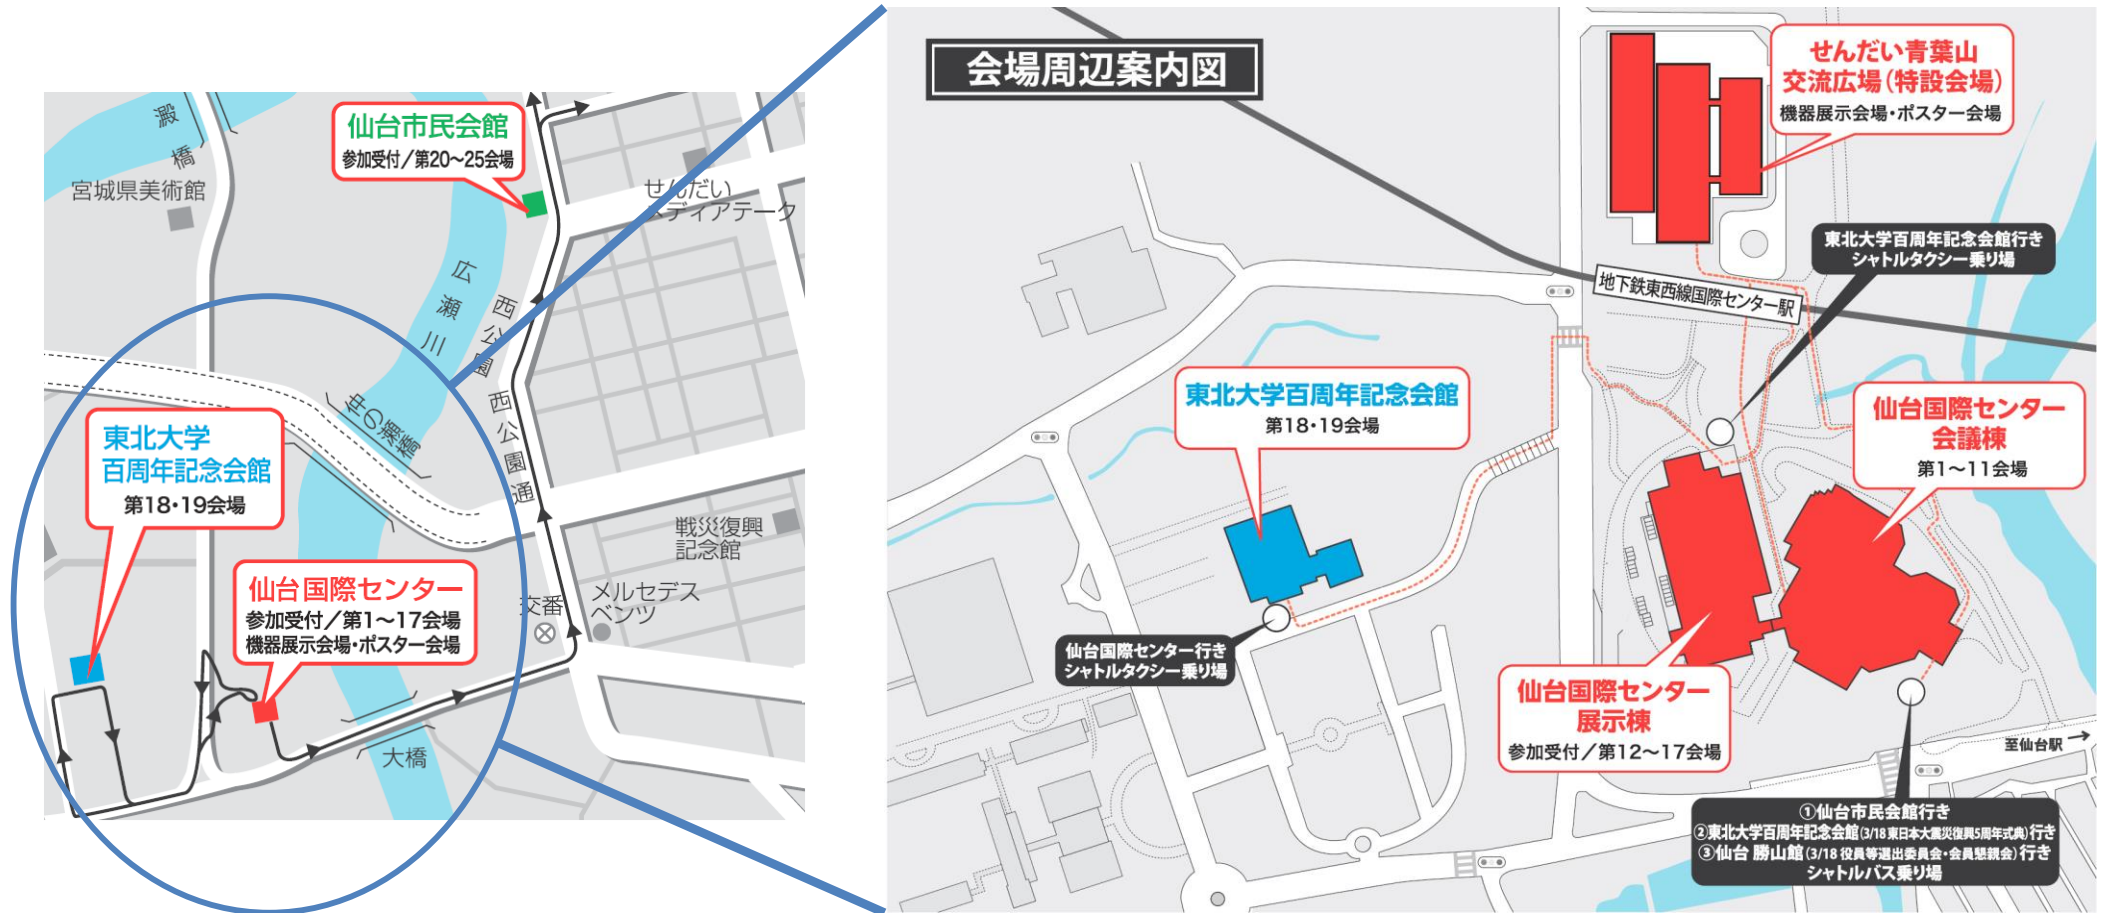 澱橋
宮城県美術館
仙台市民会館
参加受付／第20〜25会場
せんだい
メディアテーク
広瀬川
西公園
西公園通
仲の瀬橋
東北大学
百周年記念会館
第18・19会場
仙台国際センター
参加受付／第1〜17会場
機器展示会場・ポスター会場
戦災復興
記念館
交番
メルセデス
ベンツ
大橋
会場周辺案内図
せんだい青葉山
交流広場（特設会場）
機器展示会場・ポスター会場
東北大学百周年記念会館行き
シャトルタクシー乗り場
地下鉄東西線国際センター駅
東北大学百周年記念会館
第18・19会場
仙台国際センター
会議棟
第1〜11会場
仙台国際センター行き
シャトルタクシー乗り場
仙台国際センター
展示棟
参加受付／第12〜17会場
至仙台駅
①仙台市民会館行き
②東北大学百周年記念会館（3/18 東日本大震災復興5周年式典）行き
③仙台 勝山館（3/18 役員等選出委員会・会員懇親会）行き
シャトルバス乗り場